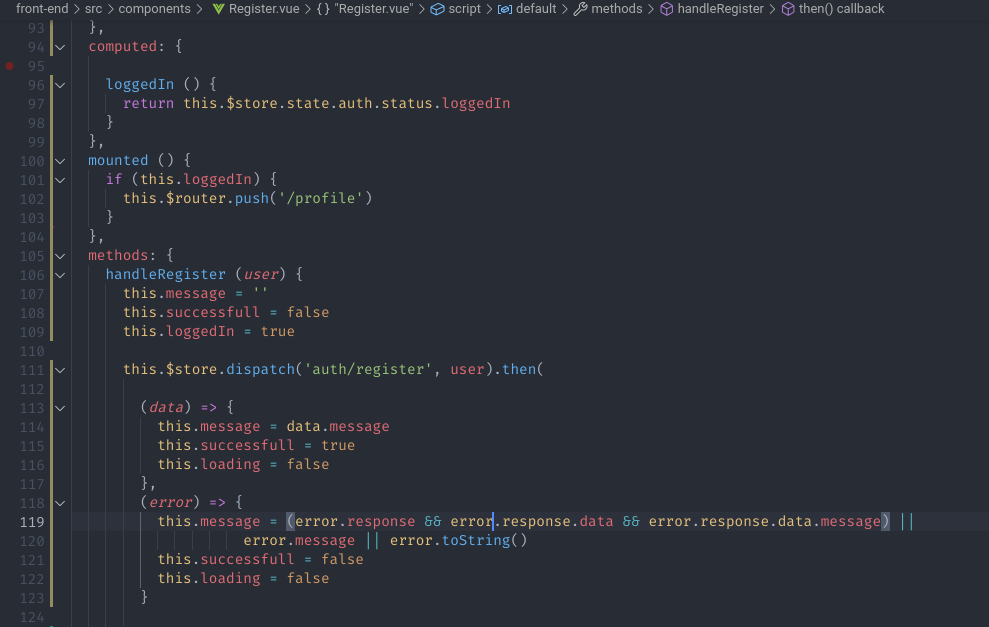 front-end > src > components > Register.vue > {} "Register.vue" > script > default > methods > handleRegister > then() callback
93 },
94 computed: {
95
96 loggedIn () {
97 return this.$store.state.auth.status.loggedIn
98 }
99 },
100 mounted () {
101 if (this.loggedIn) {
102 this.$router.push('/profile')
103 }
104 },
105 methods: {
106 handleRegister (user) {
107 this.message = ''
108 this.successfull = false
109 this.loggedIn = true
110
111 this.$store.dispatch('auth/register', user).then(
112
113 (data) => {
114 this.message = data.message
115 this.successfull = true
116 this.loading = false
117 },
118 (error) => {
119 this.message = (error.response && error.response.data && error.response.data.message) ||
120 error.message || error.toString()
121 this.successfull = false
122 this.loading = false
123 }
124